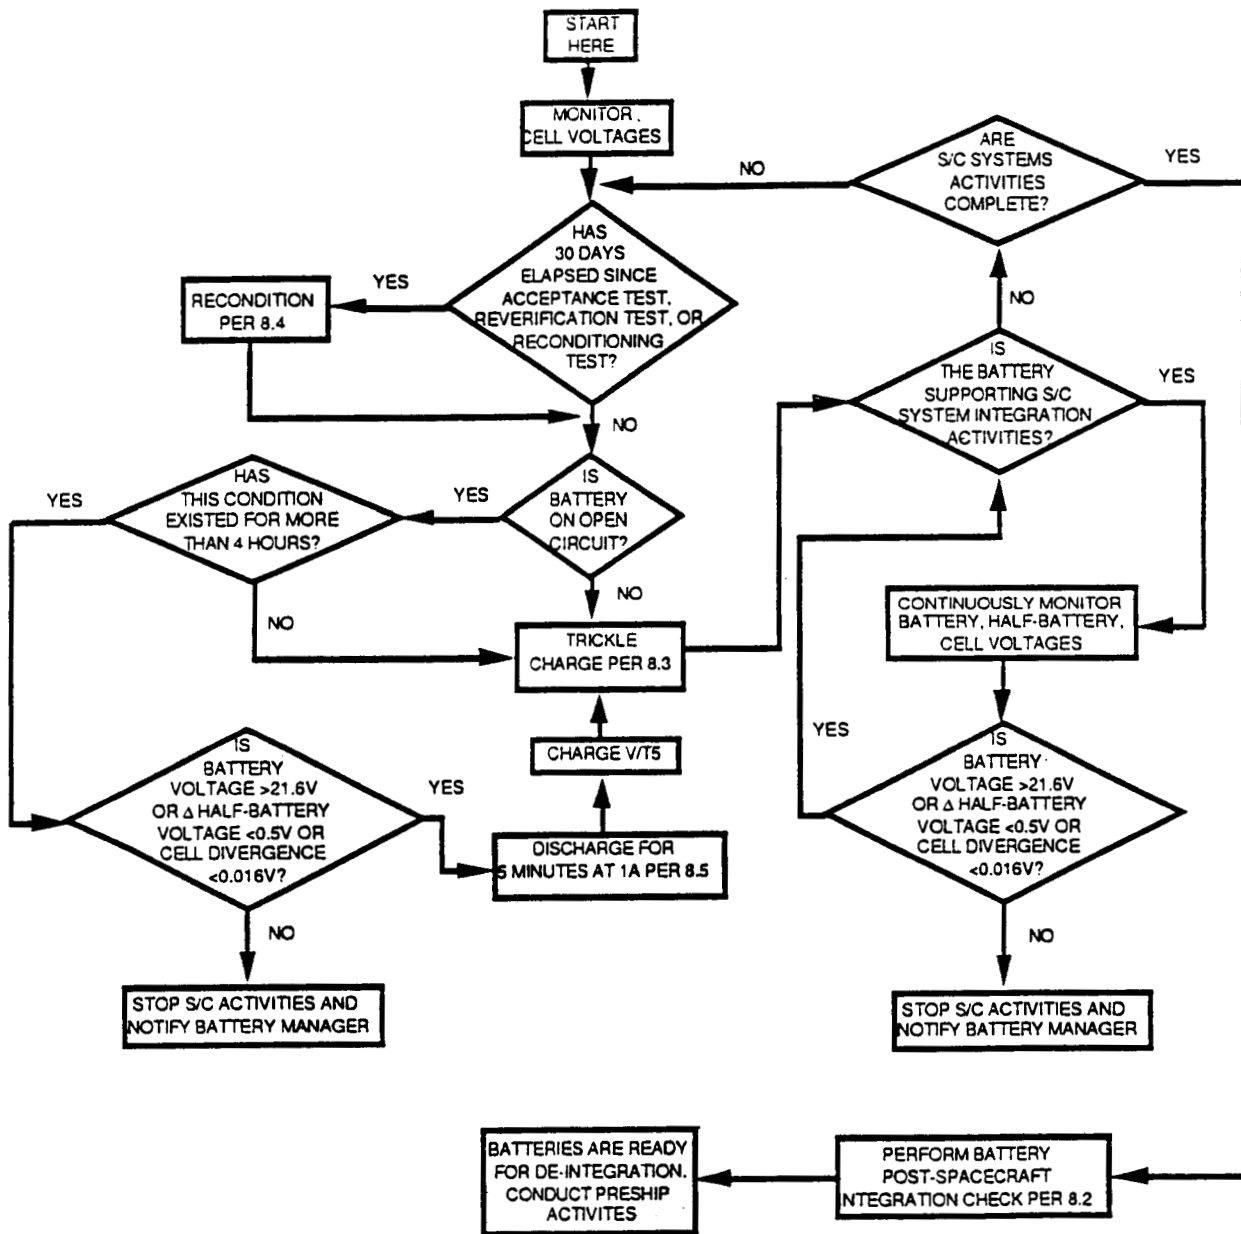 START
HERE
MONITOR
CELL VOLTAGES
ARE
S/C SYSTEMS
ACTIVITIES
COMPLETE?
YES
NO
HAS
30 DAYS
ELAPSED SINCE
ACCEPTANCE TEST,
REVERIFICATION TEST, OR
RECONDITIONING
TEST?
YES
RECONDITION
PER 8.4
NO
NO
IS
THE BATTERY
SUPPORTING S/C
SYSTEM INTEGRATION
ACTIVITIES?
YES
IS
BATTERY
ON OPEN
CIRCUIT?
YES
HAS
THIS CONDITION
EXISTED FOR MORE
THAN 4 HOURS?
YES
NO
NO
TRICKLE
CHARGE PER 8.3
CONTINUOUSLY MONITOR
BATTERY, HALF-BATTERY,
CELL VOLTAGES
CHARGE V/T5
YES
IS
BATTERY
VOLTAGE >21.6V
OR Δ HALF-BATTERY
VOLTAGE <0.5V OR
CELL DIVERGENCE
<0.016V?
YES
DISCHARGE FOR
5 MINUTES AT 1A PER 8.5
IS
BATTERY
VOLTAGE >21.6V
OR Δ HALF-BATTERY
VOLTAGE <0.5V OR
CELL DIVERGENCE
<0.016V?
NO
NO
STOP S/C ACTIVITIES AND
NOTIFY BATTERY MANAGER
STOP S/C ACTIVITIES AND
NOTIFY BATTERY MANAGER
BATTERIES ARE READY
FOR DE-INTEGRATION.
CONDUCT PRESHIP
ACTIVITES
PERFORM BATTERY
POST-SPACECRAFT
INTEGRATION CHECK PER 8.2